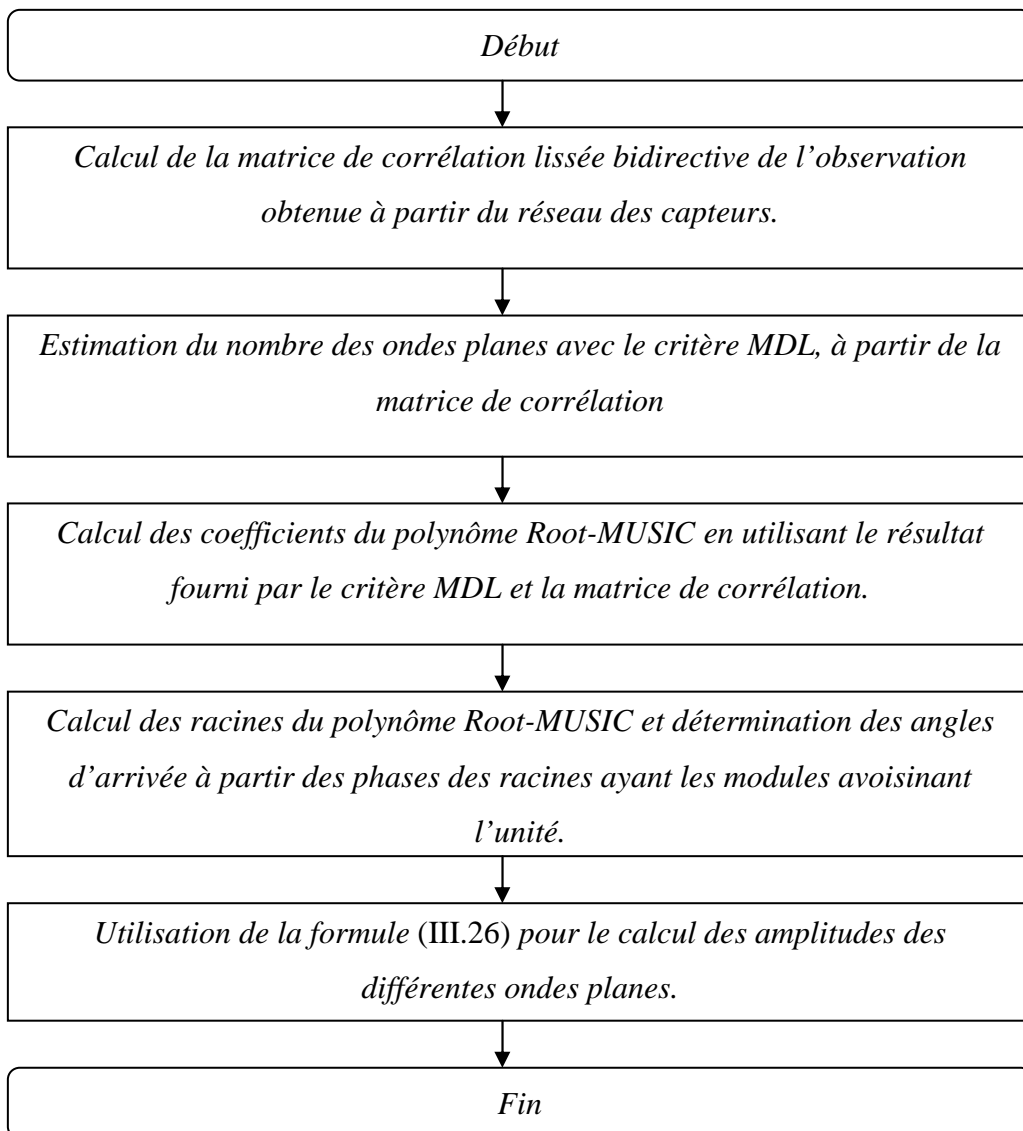 Début
Calcul de la matrice de corrélation lissée bidirective de l’observation
obtenue à partir du réseau des capteurs.
Estimation du nombre des ondes planes avec le critère MDL, à partir de la
matrice de corrélation
Calcul des coefficients du polynôme Root-MUSIC en utilisant le résultat
fourni par le critère MDL et la matrice de corrélation.
Calcul des racines du polynôme Root-MUSIC et détermination des angles
d’arrivée à partir des phases des racines ayant les modules avoisinant
l’unité.
Utilisation de la formule (III.26) pour le calcul des amplitudes des
différentes ondes planes.
Fin